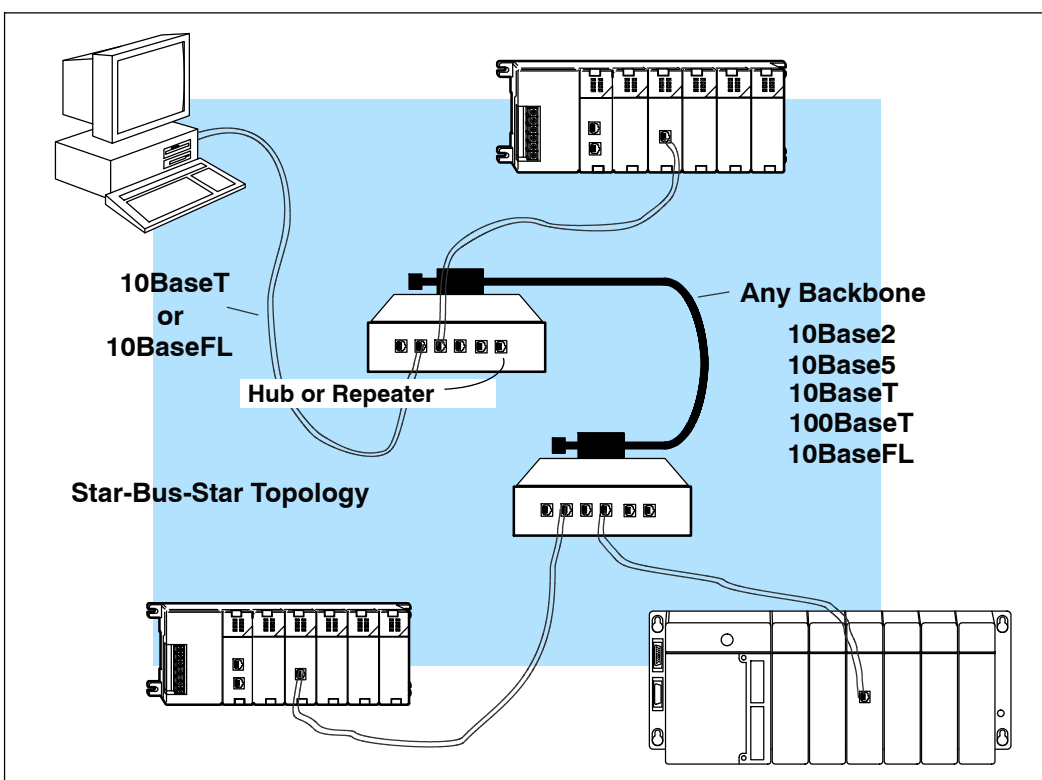 10BaseT
or
10BaseFL
Any Backbone
10Base2
10Base5
10BaseT
100BaseT
10BaseFL
Hub or Repeater
Star-Bus-Star Topology